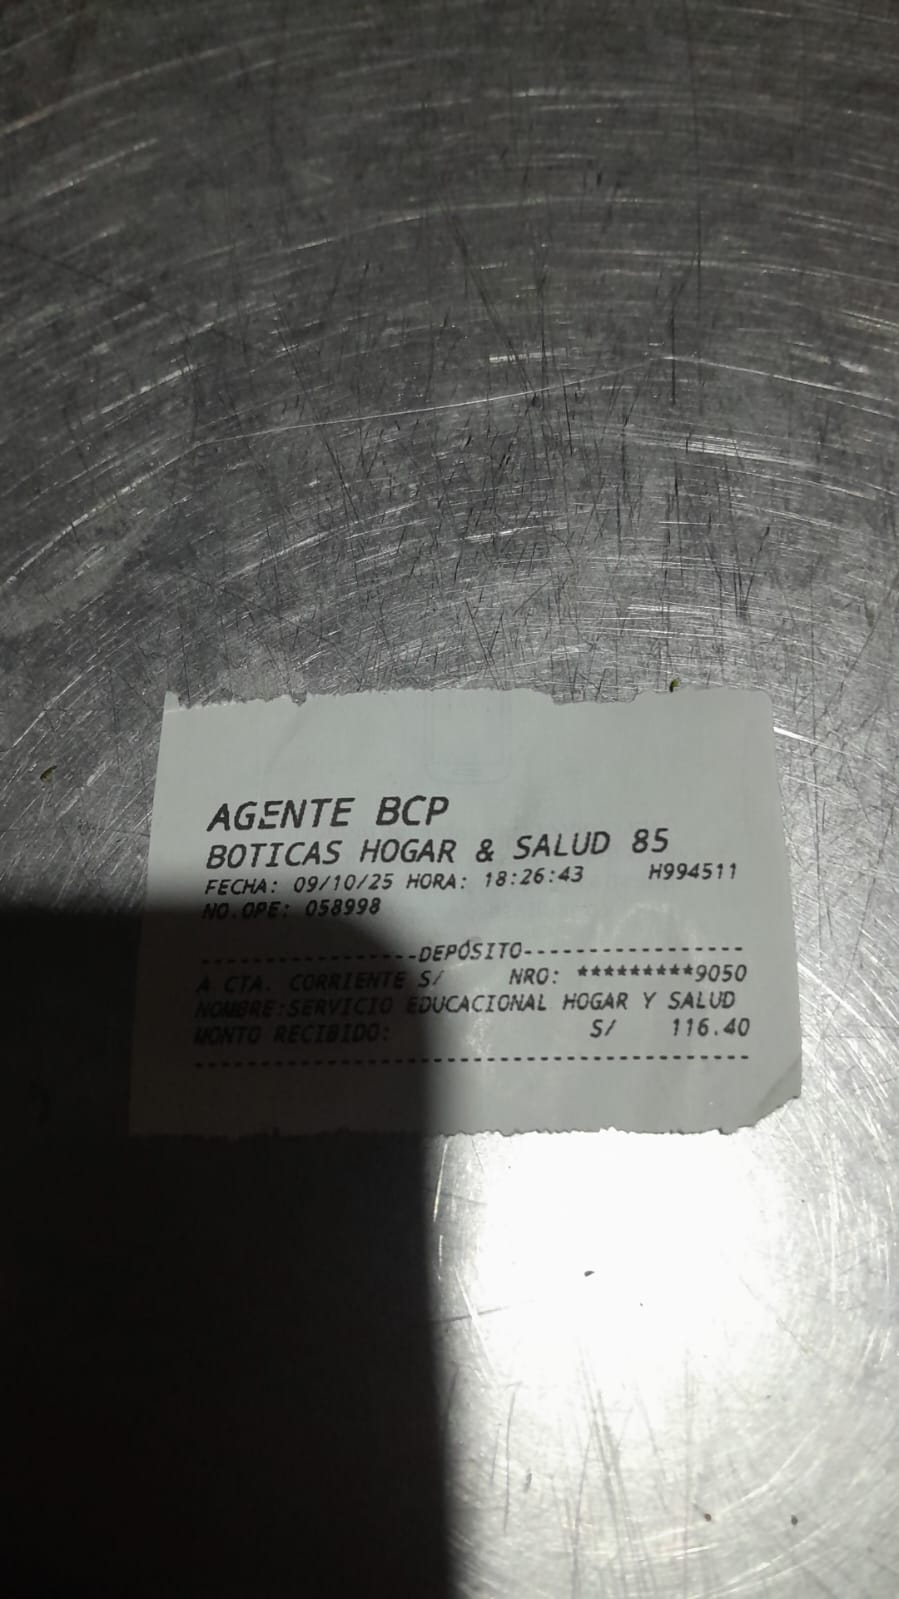 AGENTE BCP
BOTICAS HOGAR & SALUD 85
FECHA: 09/10/25 HORA: 18:26:43 H994511
NO.OPE: 058998
-----------------DEPÓSITO-----------------
A CTA. CORRIENTE S/ NRO: *********9050
NOMBRE:SERVICIO EDUCACIONAL HOGAR Y SALUD
MONTO RECIBIDO: S/ 116.40